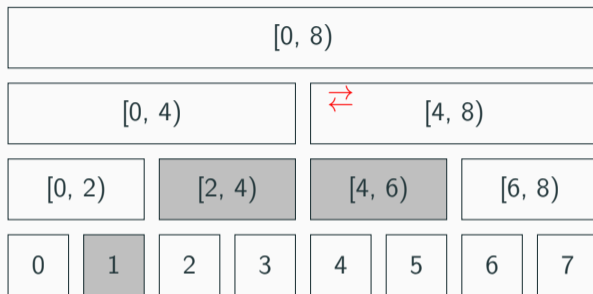 [0, 8)
[0, 4) ⇄ [4, 8)
[0, 2) [2, 4) [4, 6) [6, 8)
0 1 2 3 4 5 6 7